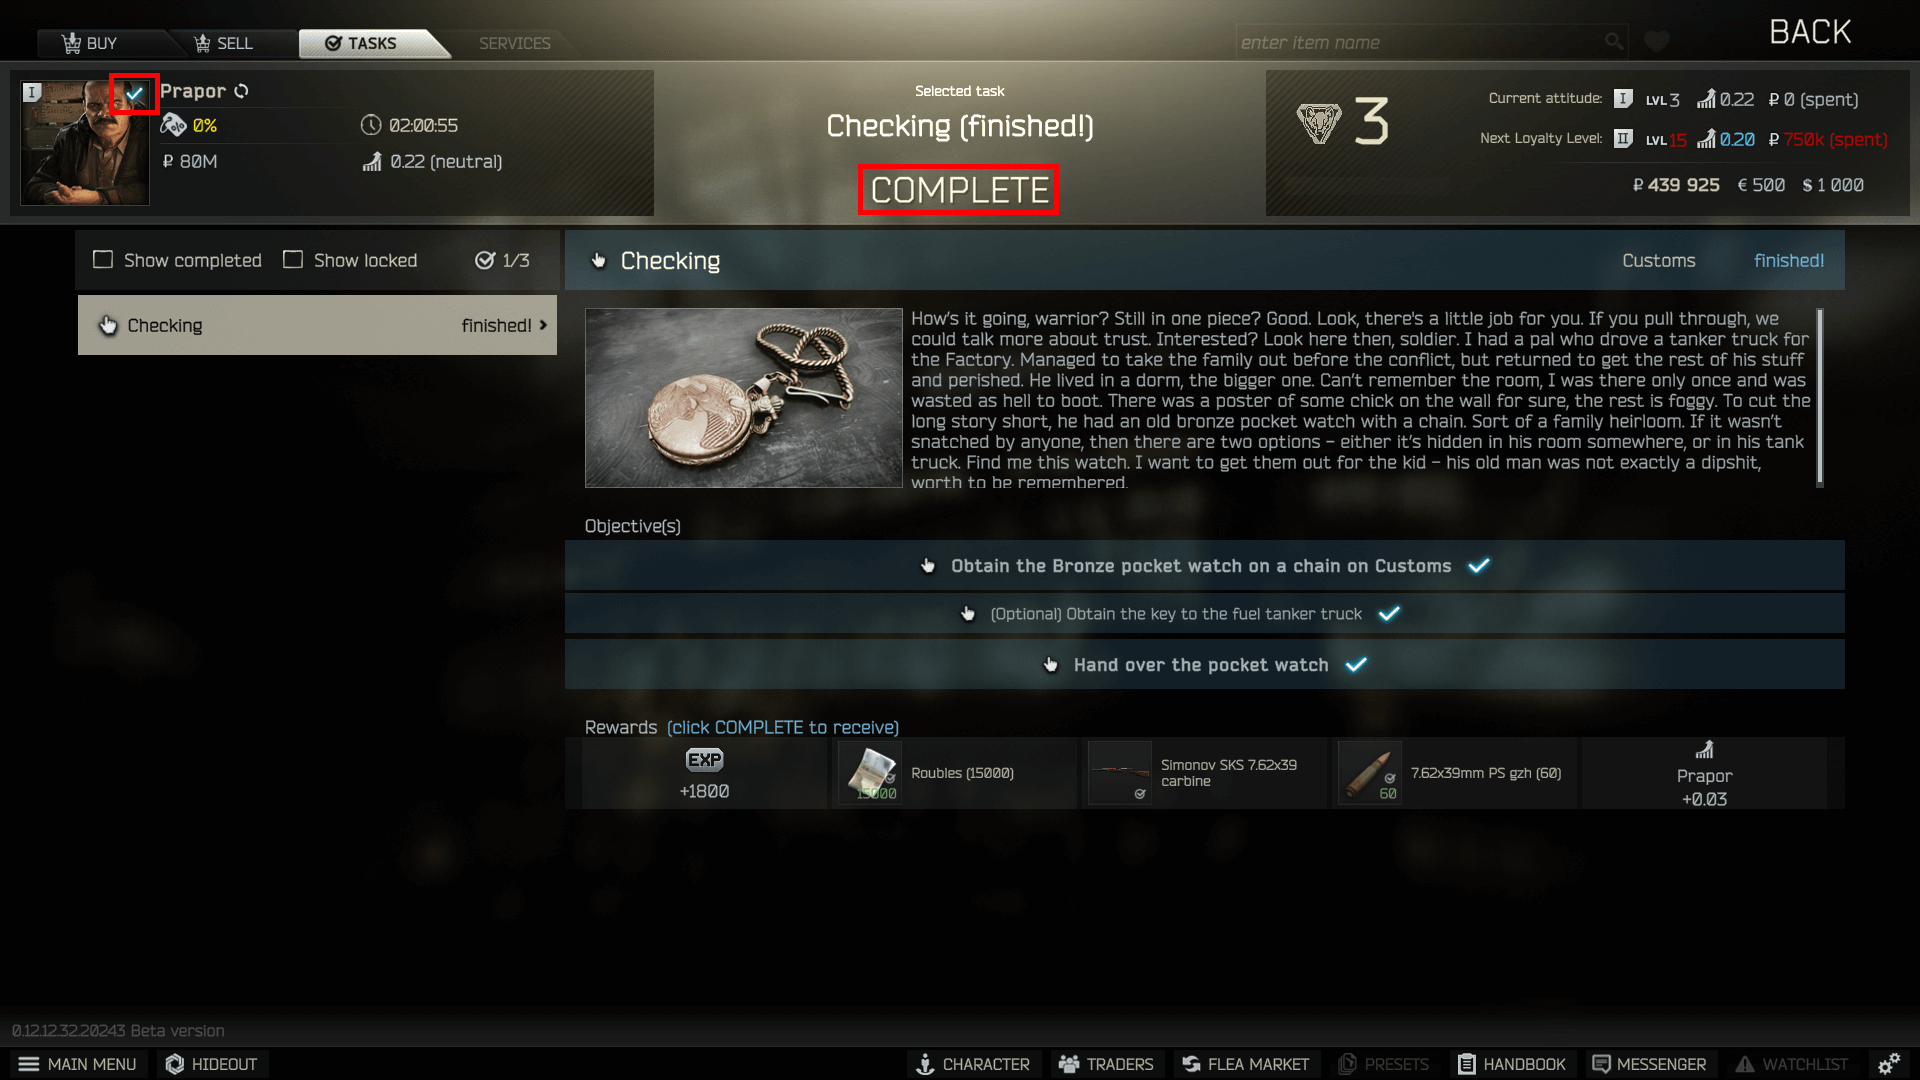 BUY
SELL
TASKS
SERVICES
enter item name
BACK
I
Prapor
0%
02:00:55
₽ 80M
0.22 (neutral)
Selected task
Checking (finished!)
COMPLETE
3
Current attitude: I LVL 3 0.22 ₽ 0 (spent)
Next Loyalty Level: II LVL 15 0.20 ₽ 750k (spent)
₽ 439 925 € 500 $ 1 000
Show completed
Show locked
1/3
Checking
Customs
finished!
Checking
finished!
How's it going, warrior? Still in one piece? Good. Look, there's a little job for you. If you pull through, we
could talk more about trust. Interested? Look here then, soldier. I had a pal who drove a tanker truck for
the Factory. Managed to take the family out before the conflict, but returned to get the rest of his stuff
and perished. He lived in a dorm, the bigger one. Can't remember the room, I was there only once and was
wasted as hell to boot. There was a poster of some chick on the wall for sure, the rest is foggy. To cut the
long story short, he had an old bronze pocket watch with a chain. Sort of a family heirloom. If it wasn't
snatched by anyone, then there are two options – either it's hidden in his room somewhere, or in his tank
truck. Find me this watch. I want to get them out for the kid – his old man was not exactly a dipshit,
worth to be remembered.
Objective(s)
Obtain the Bronze pocket watch on a chain on Customs
(Optional) Obtain the key to the fuel tanker truck
Hand over the pocket watch
Rewards (click COMPLETE to receive)
EXP
+1800
15000
Roubles (15000)
Simonov SKS 7.62x39
carbine
60
7.62x39mm PS gzh (60)
Prapor
+0.03
0.12.12.32.20243 Beta version
MAIN MENU
HIDEOUT
CHARACTER
TRADERS
FLEA MARKET
PRESETS
HANDBOOK
MESSENGER
WATCHLIST